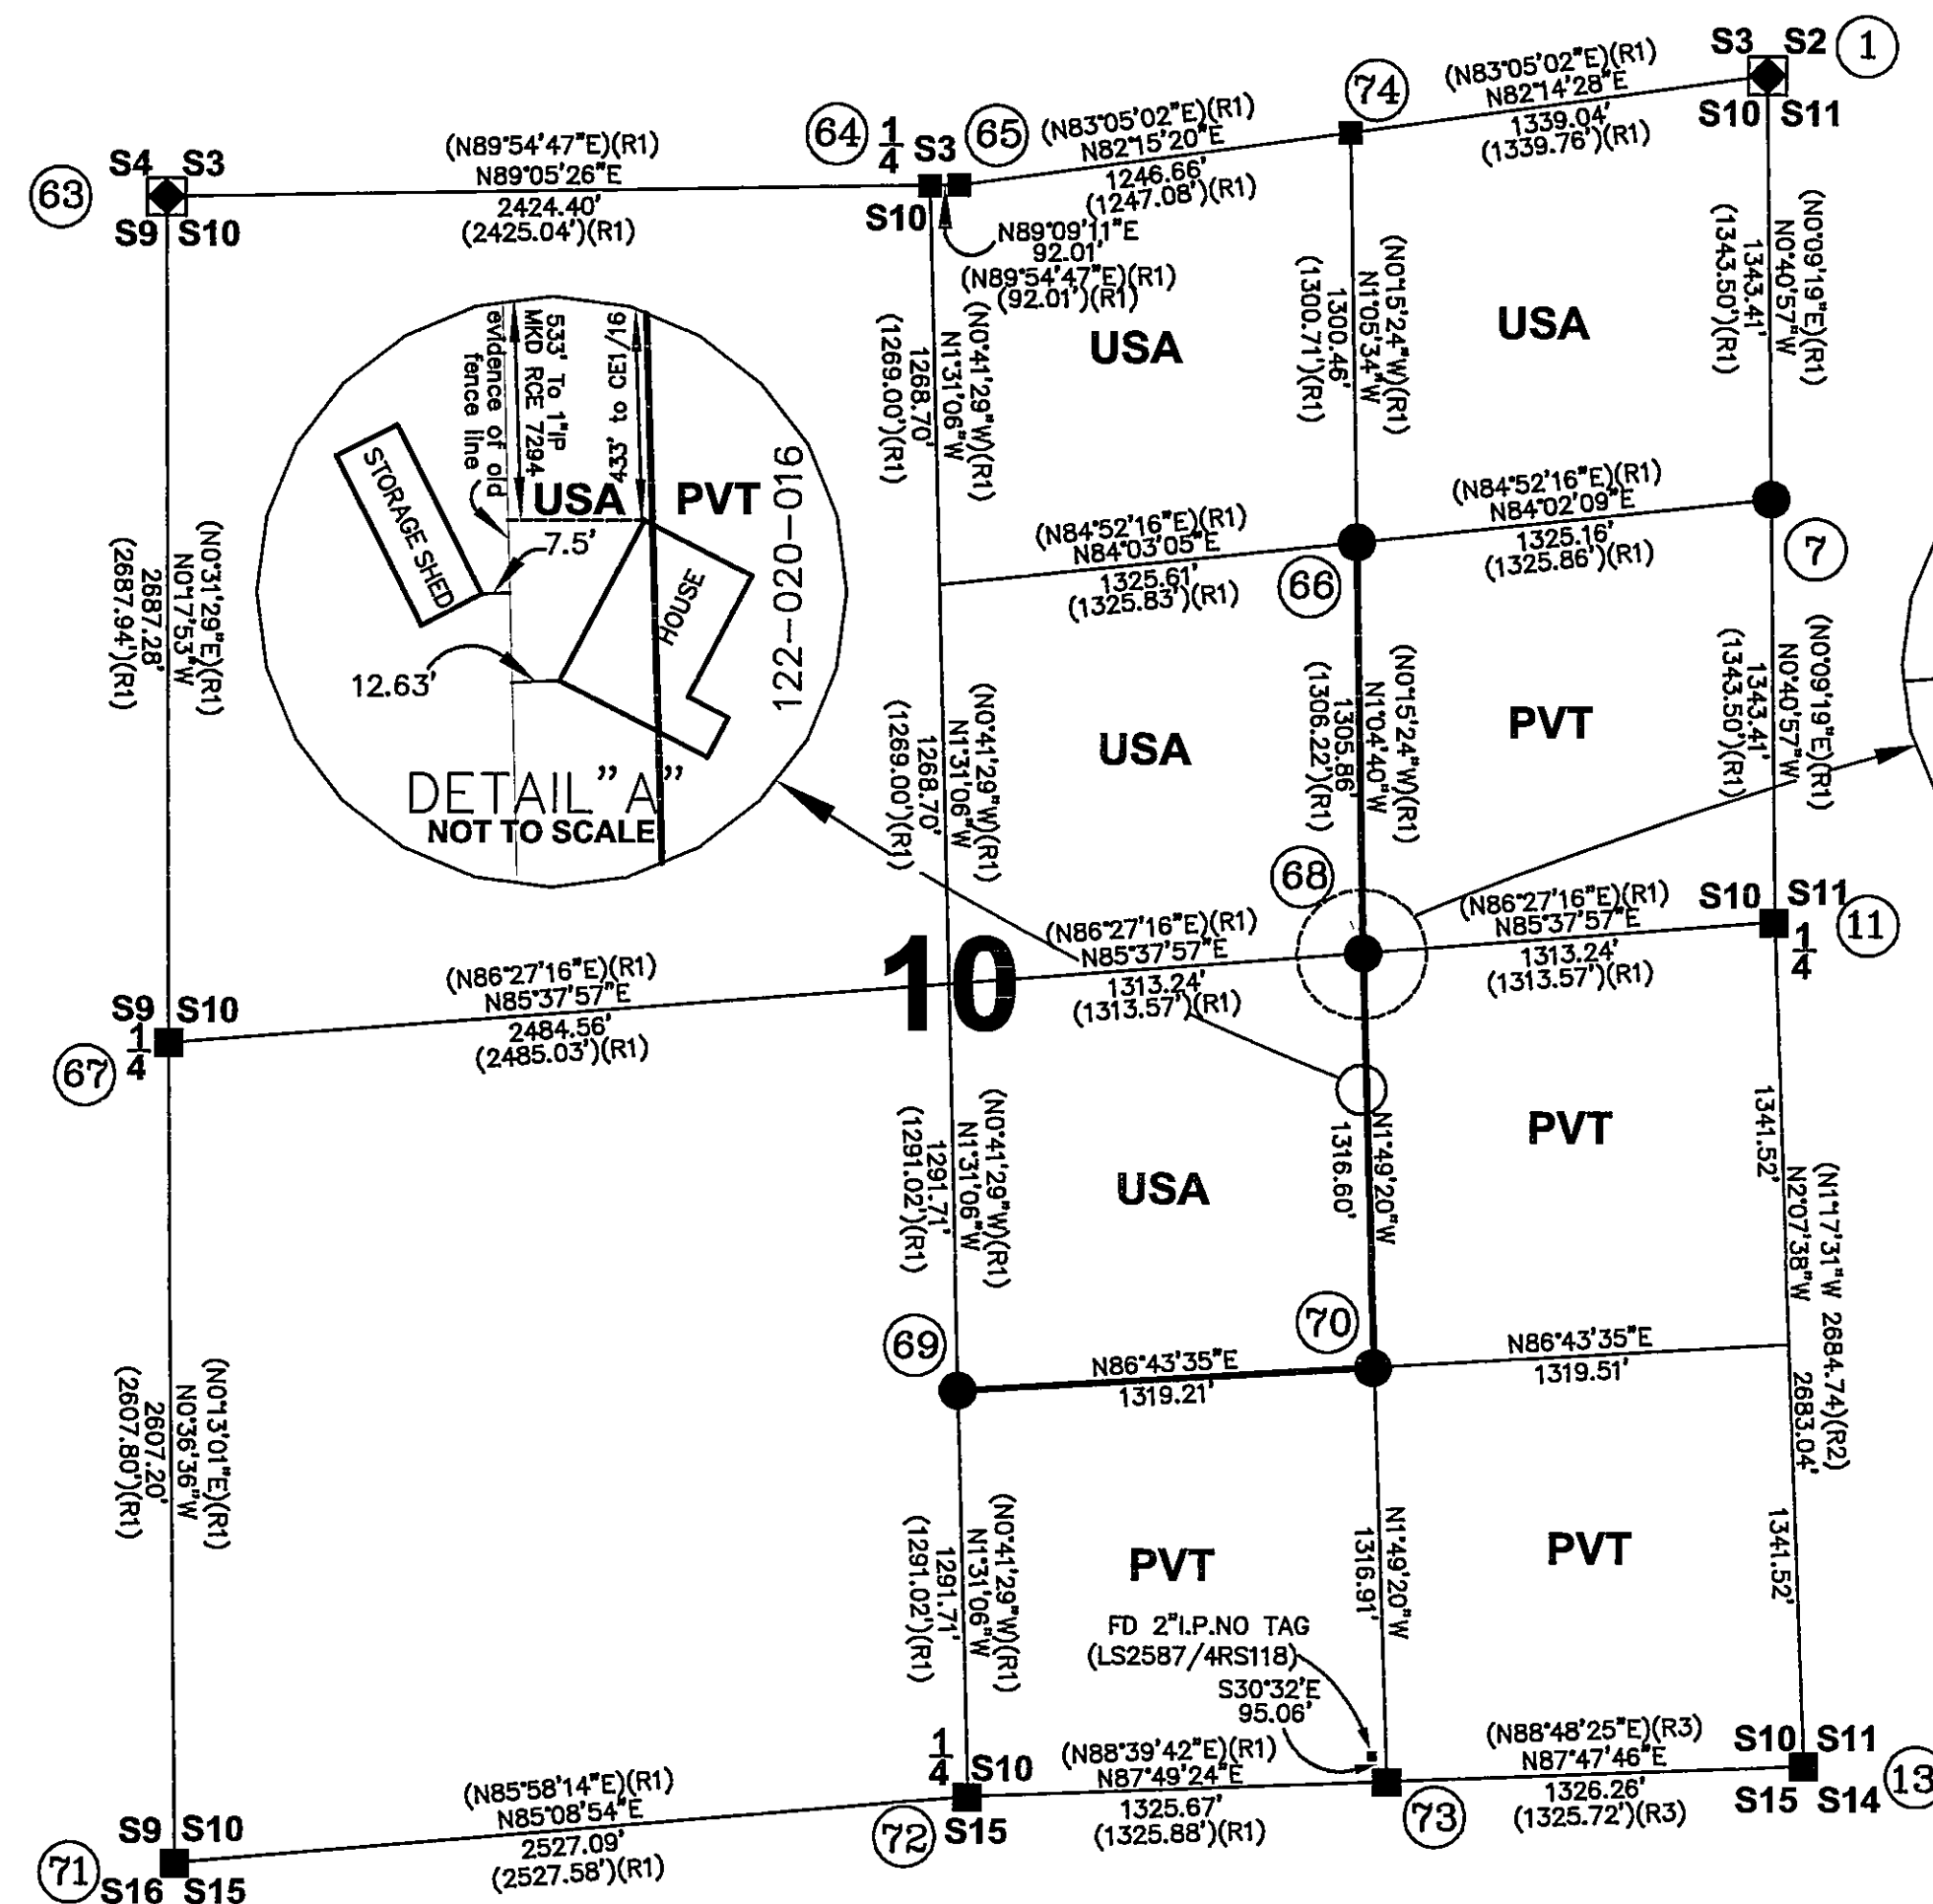 S3 S2 1
(N83°05'02"E)(R1)
N82°14'28"E
1339.04'
(1339.76')(R1)
S10 S11
74
(N83°05'02"E)(R1)
N82°15'20"E
1246.66'
(1247.08')(R1)
64 1/4 S3 65
S10
N89°09'11"E
92.01'
(N89°54'47"E)(R1)
(92.01')(R1)
(N89°54'47"E)(R1)
N89°05'26"E
2424.40'
(2425.04')(R1)
S4 S3
63
S9 S10
(N0°31'29"E)(R1)
N0°17'53"W
2687.28'
(2687.94')(R1)
533' To 1"IP
MKD RCE 7294
evidence of old
fence line
433' to CE1/16
USA PVT
STORAGE SHED
7.5'
HOUSE
12.63'
122-020-016
DETAIL "A"
NOT TO SCALE
(N0°41'29"W)(R1)
N1°31'06"W
1268.70'
(1269.00')(R1)
USA
(N0°15'24"W)(R1)
N1°05'34"W
1300.46'
(1300.71')(R1)
USA
(N0°09'19"E)(R1)
N0°40'57"W
1343.41'
(1343.50')(R1)
(N84°52'16"E)(R1)
N84°03'05"E
1325.61'
(1325.83')(R1)
66
(N84°52'16"E)(R1)
N84°02'09"E
1325.16'
(1325.86')(R1)
7
(N0°41'29"W)(R1)
N1°31'06"W
1268.70'
(1269.00')(R1)
USA
(N0°15'24"W)(R1)
N1°04'40"W
1305.86'
(1306.22')(R1)
PVT
(N0°09'19"E)(R1)
N0°40'57"W
1343.41'
(1343.50')(R1)
68
10
(N86°27'16"E)(R1)
N85°37'57"E
2484.56'
(2485.03')(R1)
S9 S10
1/4
67
(N86°27'16"E)(R1)
N85°37'57"E
1313.24'
(1313.57')(R1)
(N86°27'16"E)(R1)
N85°37'57"E
1313.24'
(1313.57')(R1)
S10 S11
1/4
11
(N0°41'29"W)(R1)
N1°31'06"W
1291.71'
(1291.02')(R1)
USA
N1°49'20"W
1316.60'
PVT
1341.52'
(N1°17'31"W 2684.74)(R2)
N2°07'38"W 2683.04'
69
N86°43'35"E
1319.21'
70
N86°43'35"E
1319.51'
(N0°13'01"E)(R1)
N0°36'36"W
2607.20'
(2607.80')(R1)
(N0°41'29"W)(R1)
N1°31'06"W
1291.71'
(1291.02')(R1)
PVT
N1°49'20"W
1316.91'
PVT
1341.52'
FD 2"I.P.NO TAG
(LS2587/4RS118)
S30°32'E
95.06'
(N85°58'14"E)(R1)
N85°08'54"E
2527.09'
(2527.58')(R1)
S9 S10
71
S16 S15
1/4 S10
72 S15
(N88°39'42"E)(R1)
N87°49'24"E
1325.67'
(1325.88')(R1)
73
(N88°48'25"E)(R3)
N87°47'46"E
1326.26'
(1325.72')(R3)
S10 S11
S15 S14
13